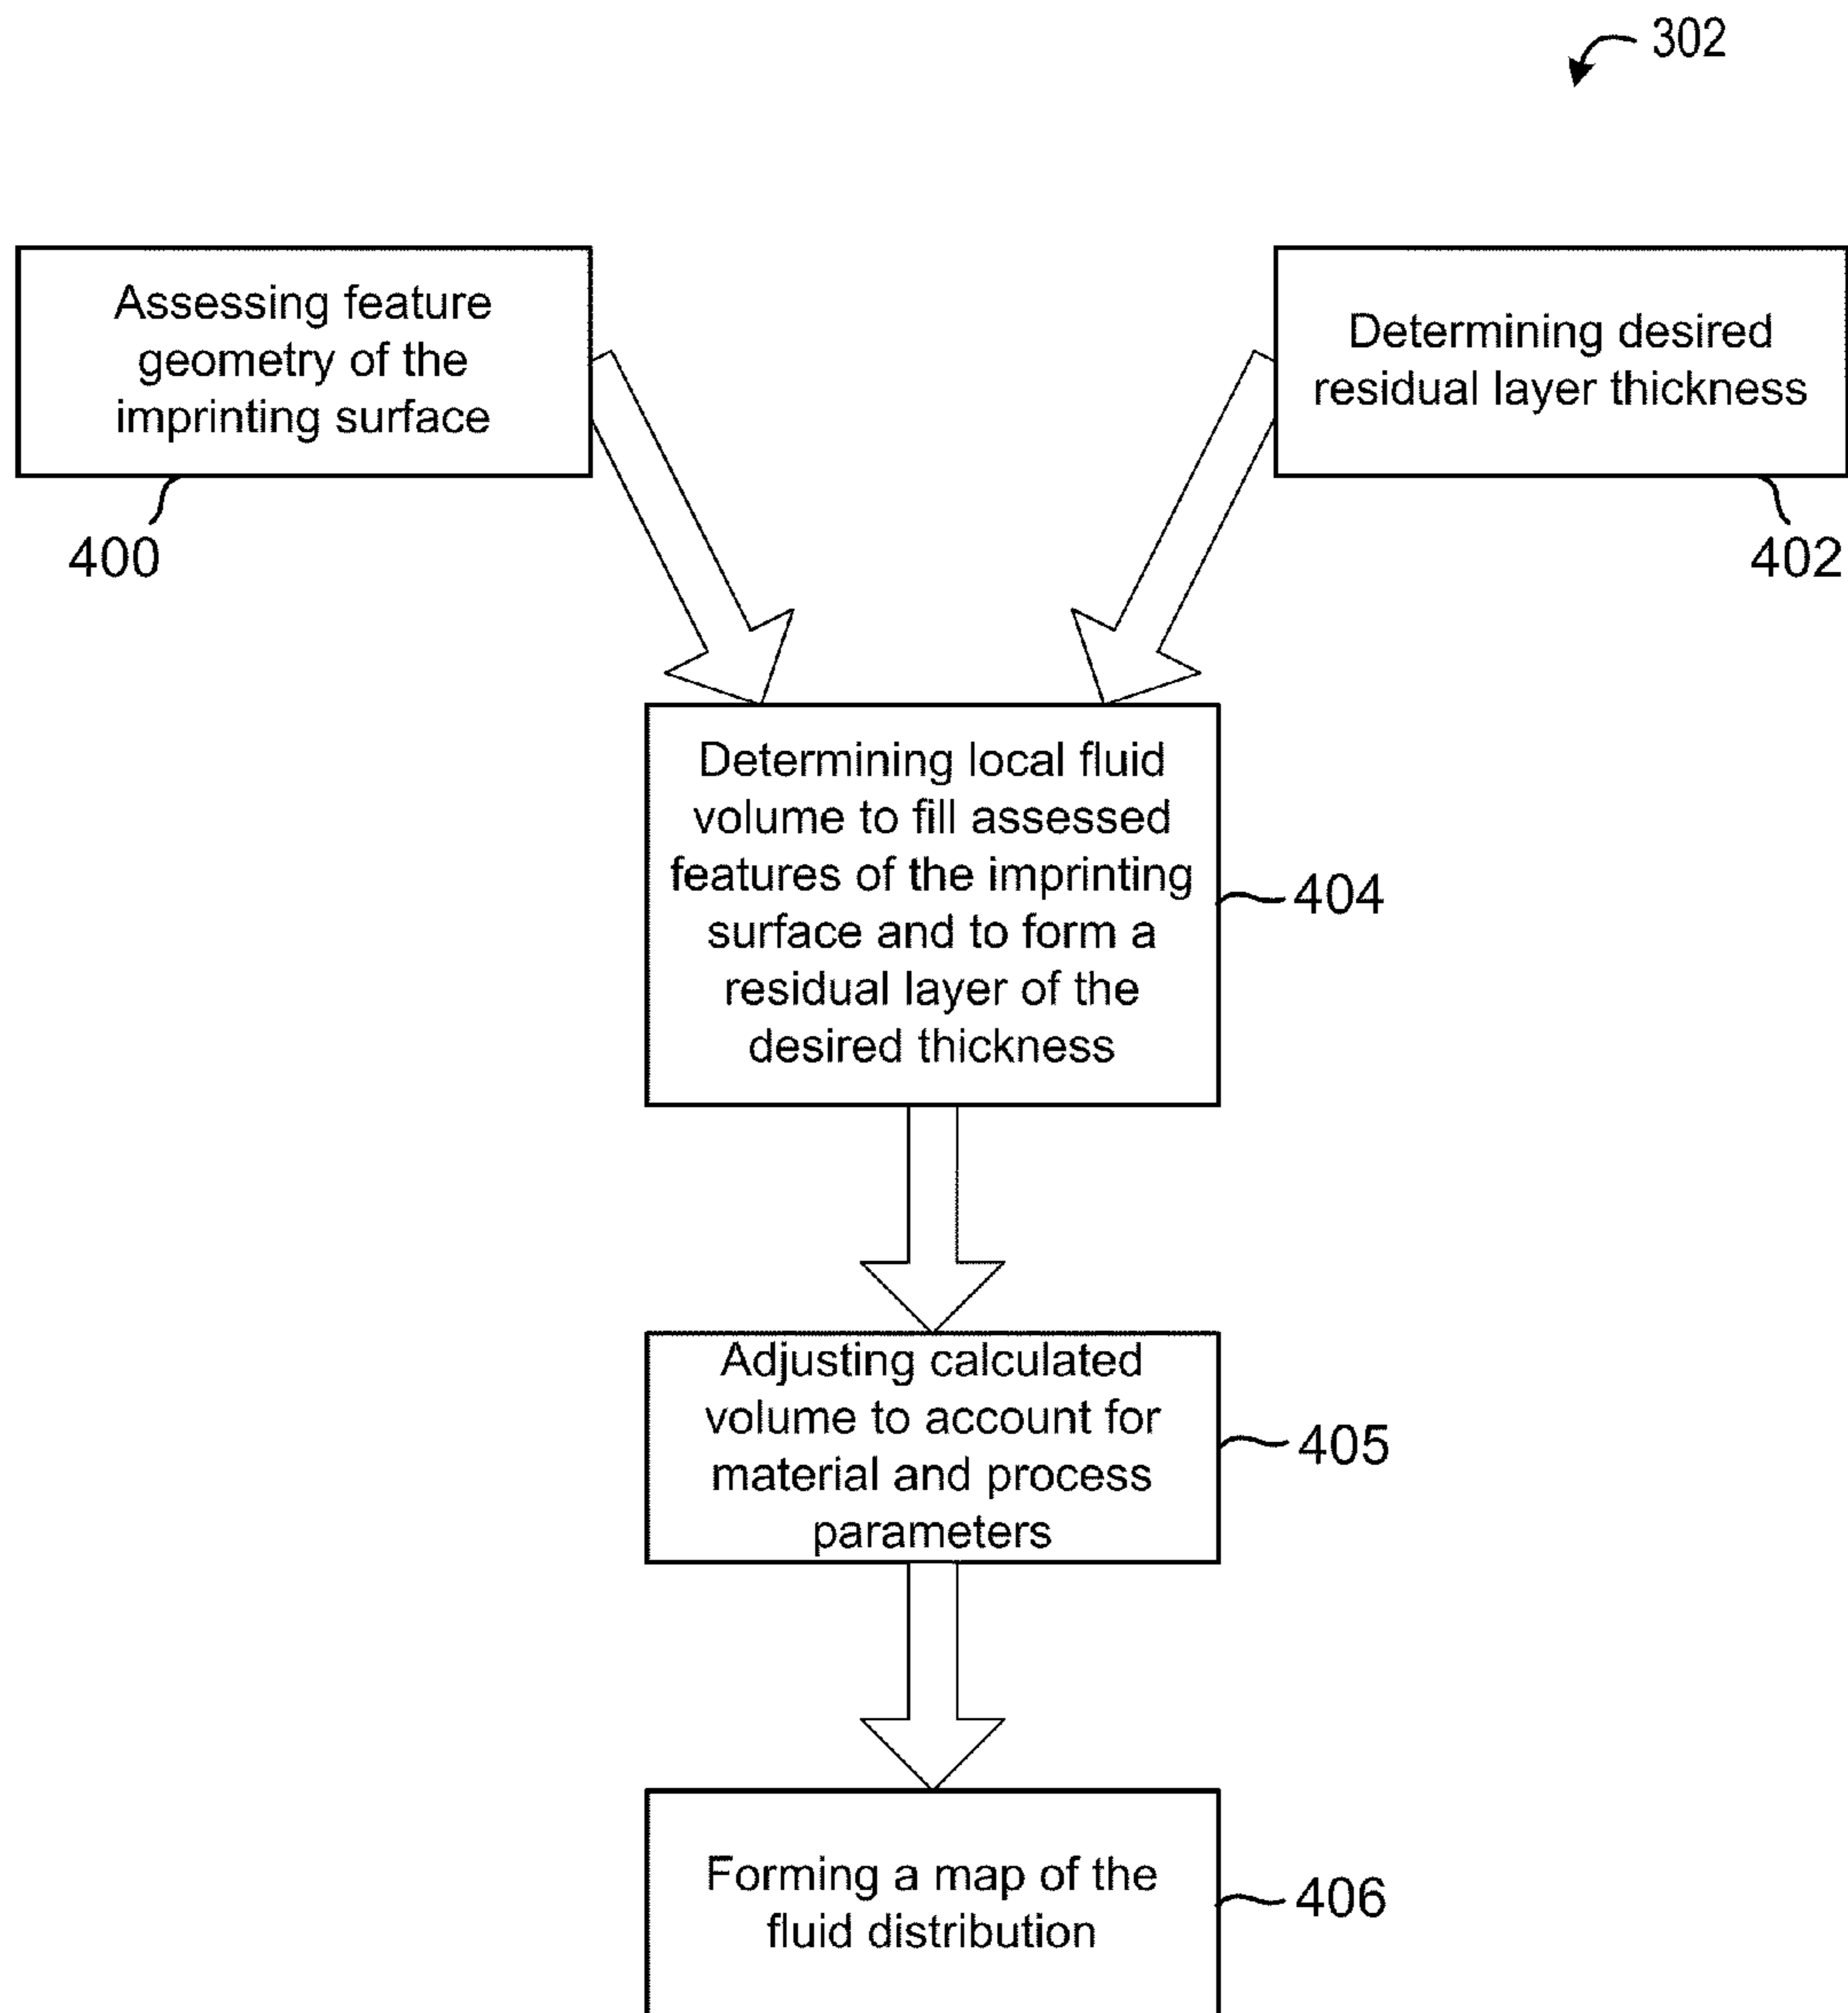 302
Assessing feature
geometry of the
imprinting surface
400
Determining desired
residual layer thickness
402
Determining local fluid
volume to fill assessed
features of the imprinting
surface and to form a
residual layer of the
desired thickness
404
Adjusting calculated
volume to account for
material and process
parameters
405
Forming a map of the
fluid distribution
406